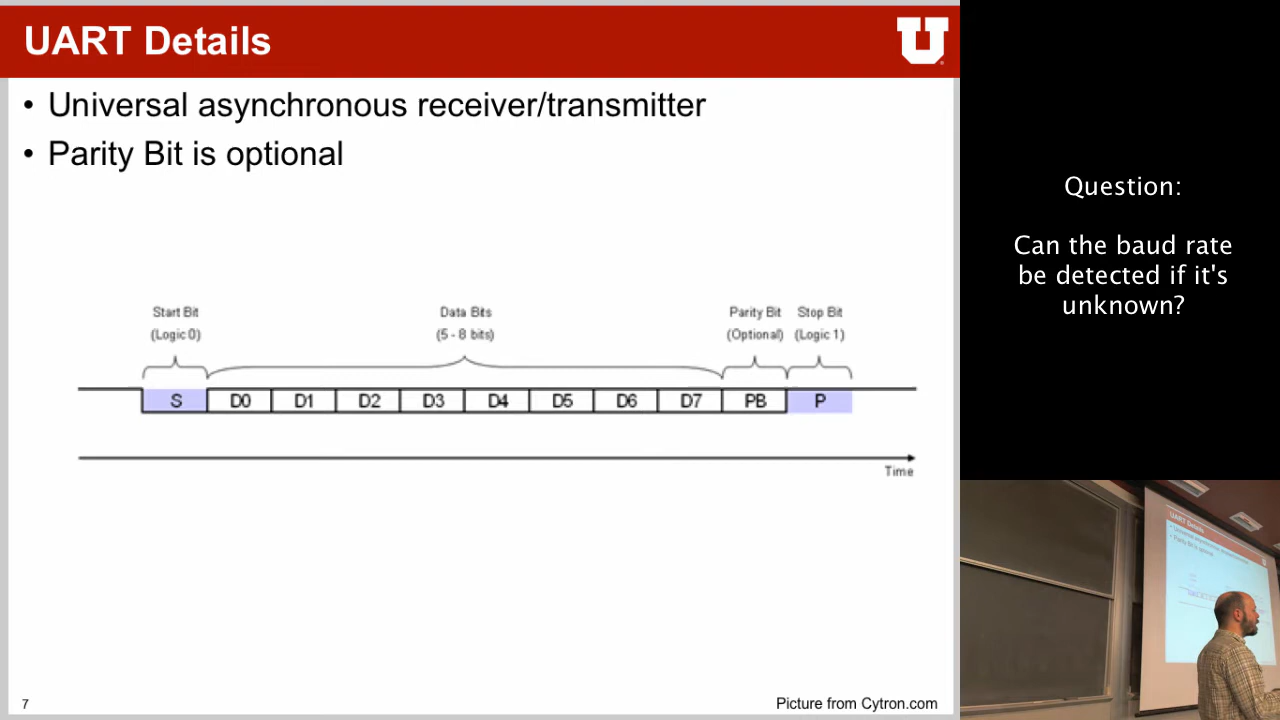 UART Details
U
• Universal asynchronous receiver/transmitter
• Parity Bit is optional
Start Bit
(Logic 0)
Data Bits
(5 - 8 bits)
Parity Bit
(Optional)
Stop Bit
(Logic 1)
S D0 D1 D2 D3 D4 D5 D6 D7 PB P
Time
7
Picture from Cytron.com
Question:
Can the baud rate
be detected if it's
unknown?
UART Details